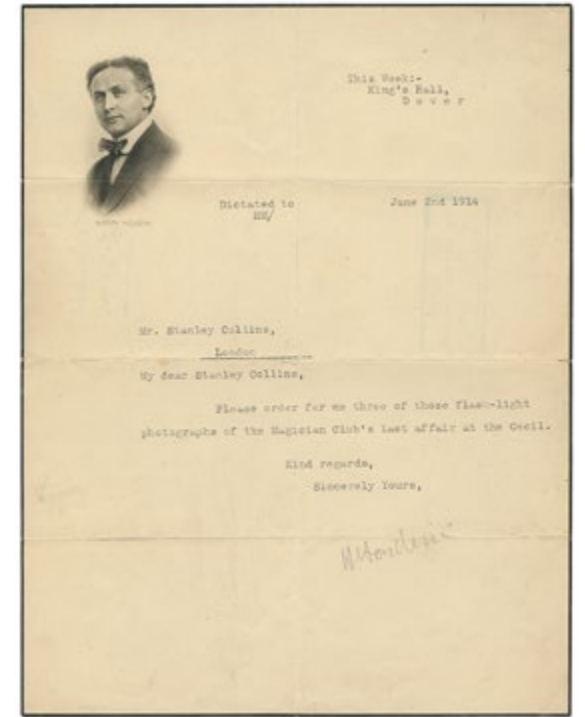 This Week:-
King's Hall,
Dover
Dictated to
June 2nd 1914
Mr. Stanley Collins,
London
My dear Stanley Collins,
Please order for me three of those flash-light
photographs of the Magician Club's last affair at the Cecil.
Kind regards,
Sincerely Yours,